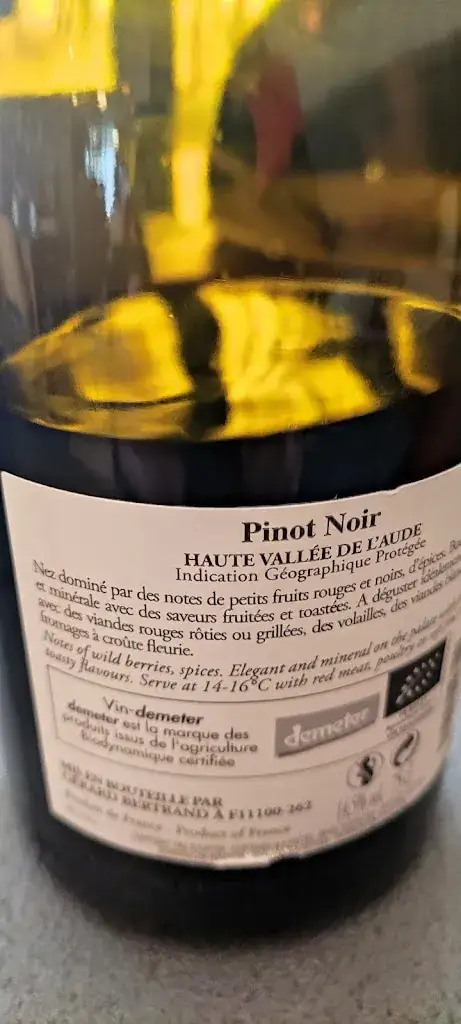 Pinot Noir
HAUTE VALLÉE DE L'AUDE
Indication Géographique Protégée
Nez dominé par des notes de petits fruits rouges et noirs, d'épices.
et minérale avec des saveurs fruitées et toastées. A déguster idéalement
avec des viandes rouges rôties ou grillées, des volailles, des viandes
fromages à croûte fleurie.
Notes of wild berries, spices. Elegant and mineral on the palate
toasty flavours. Serve at 14-16°C with red meat, poultry
Vin-demeter
demeter est la marque des
produits issus de l'agriculture
Biodynamique certifiée
demeter
MIS EN BOUTEILLE PAR
GÉRARD BERTRAND À F11100-262
Produit de France - Product of France